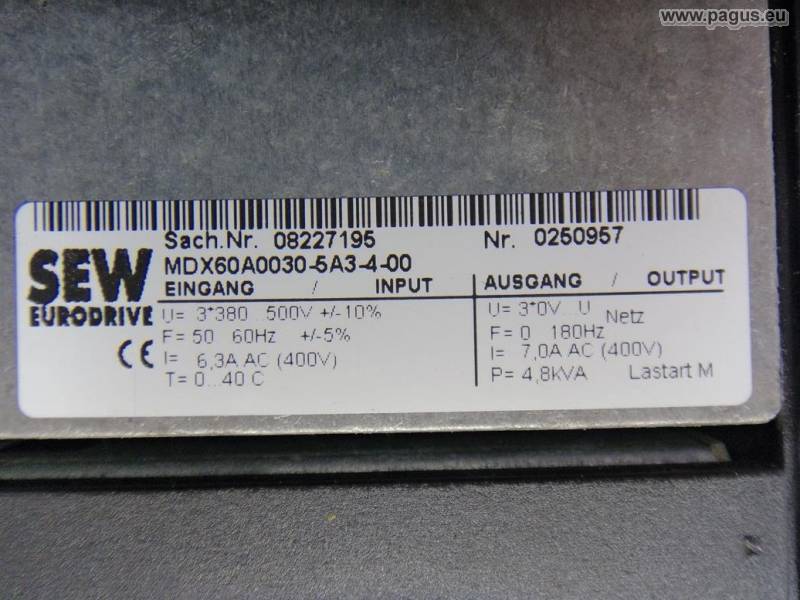 www.pagus.eu
Sach.Nr. 08227195 Nr. 0250957
SEW
EURODRIVE
CE
MDX60A0030-5A3-4-00
EINGANG / INPUT
U= 3*380...500V +/-10%
F= 50...60Hz +/-5%
I= 6,3A AC (400V)
T= 0...40 C
AUSGANG / OUTPUT
U= 3*0V...U Netz
F= 0...180Hz
I= 7,0A AC (400V)
P= 4,8kVA Lastart M